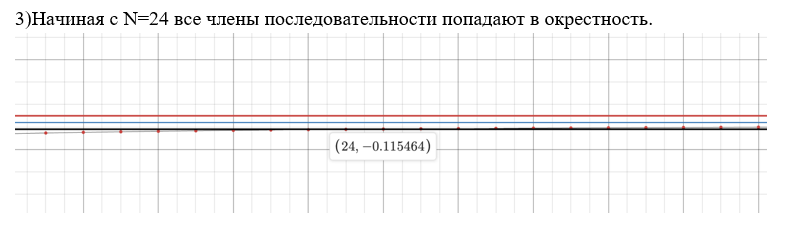 3)Начиная с N=24 все члены последовательности попадают в окрестность.
(24, −0.115464)